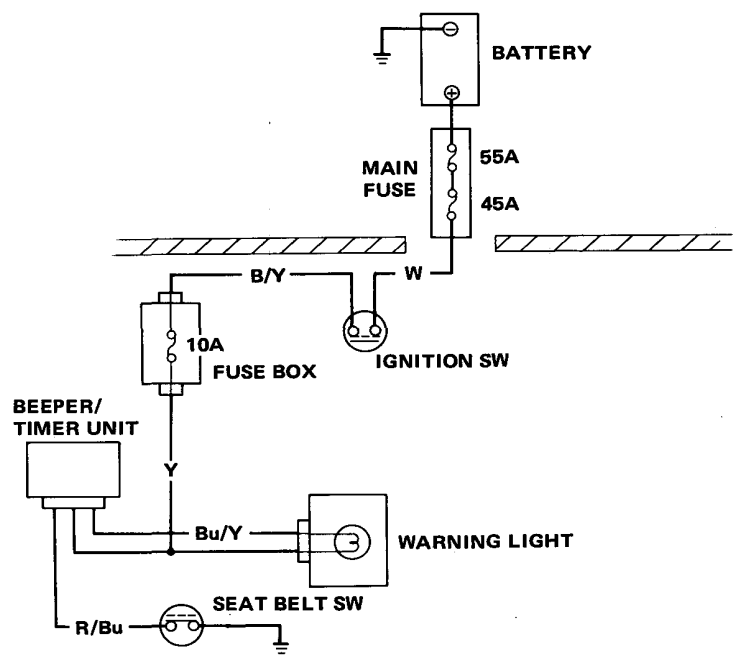 BATTERY
MAIN
FUSE
55A
45A
B/Y
W
10A
FUSE BOX
IGNITION SW
BEEPER/
TIMER UNIT
Y
Bu/Y
WARNING LIGHT
SEAT BELT SW
R/Bu